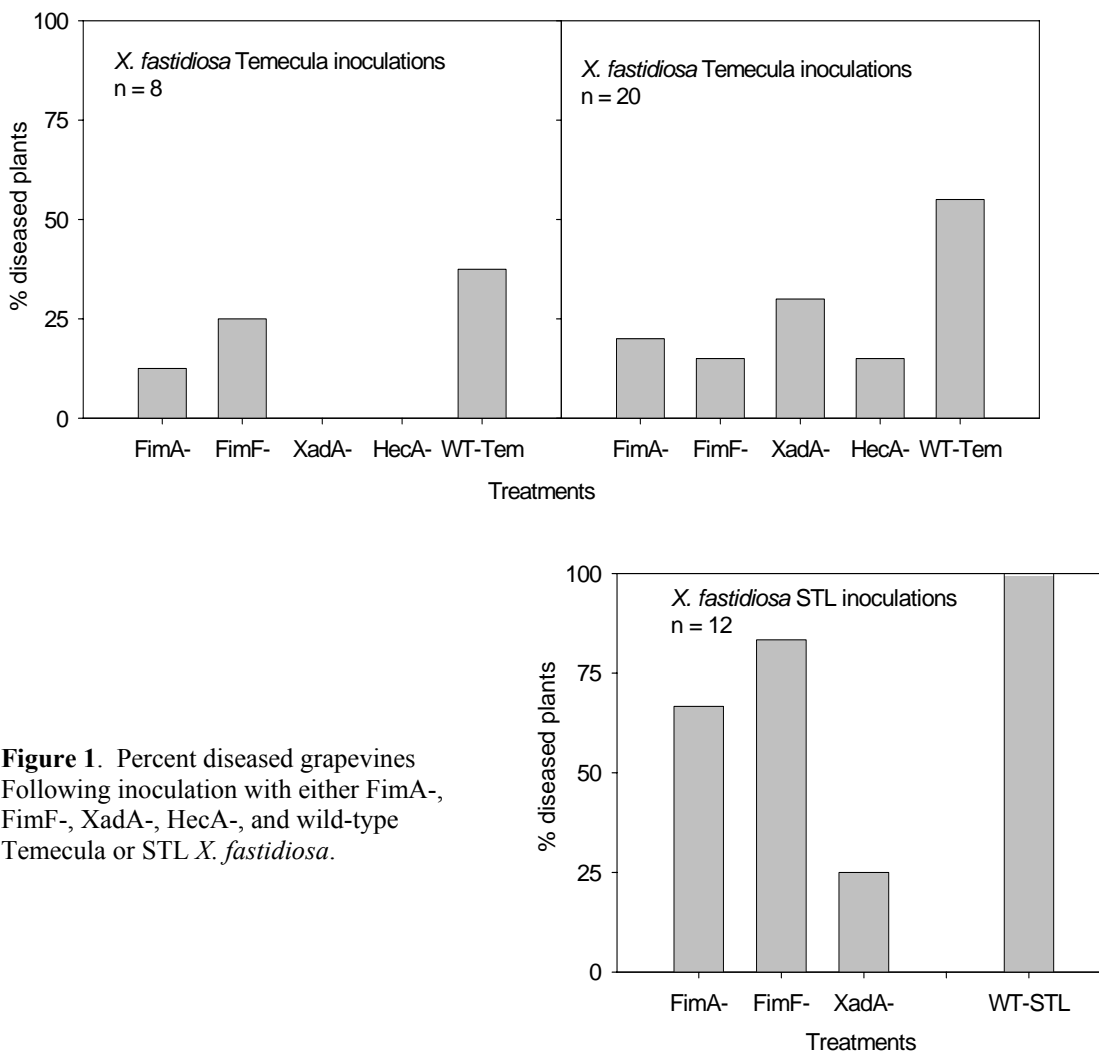 100
75
50
25
0
% diseased plants
X. fastidiosa Temecula inoculations
n = 8
X. fastidiosa Temecula inoculations
n = 20
FimA- FimF- XadA- HecA- WT-Tem
FimA- FimF- XadA- HecA- WT-Tem
Treatments
Figure 1. Percent diseased grapevines
Following inoculation with either FimA-,
FimF-, XadA-, HecA-, and wild-type
Temecula or STL X. fastidiosa.
100
75
50
25
0
% diseased plants
X. fastidiosa STL inoculations
n = 12
FimA- FimF- XadA- WT-STL
Treatments